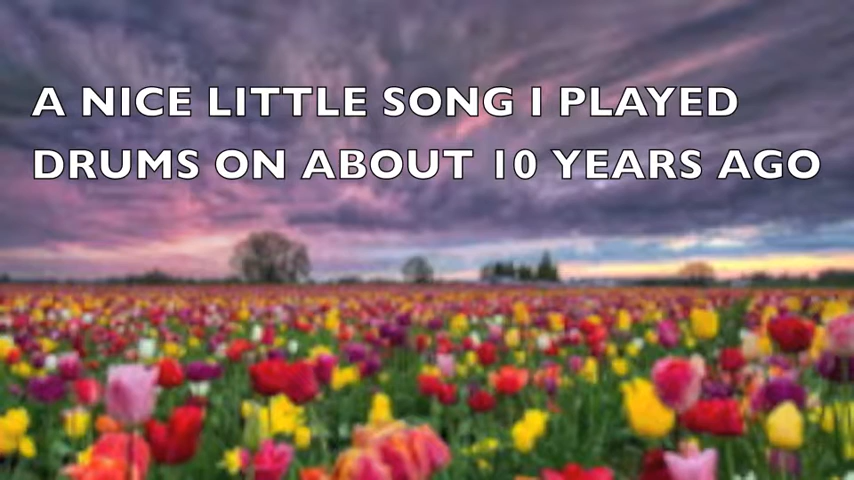 A NICE LITTLE SONG I PLAYED
DRUMS ON ABOUT 10 YEARS AGO